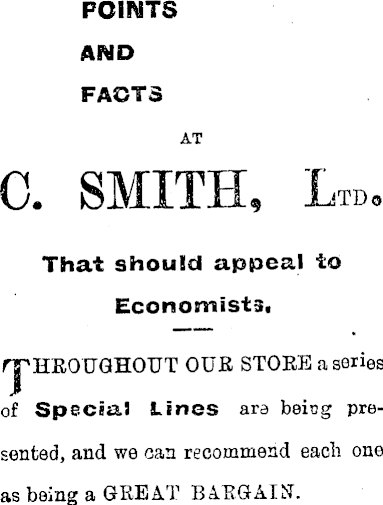 POINTS
AND
FACTS
AT
C. SMITH, LTD.
That should appeal to
Economists,
THROUGHOUT OUR STORE a series
of Special Lines are being pre-
sented, and we can recommend each one
as being a GREAT BARGAIN.